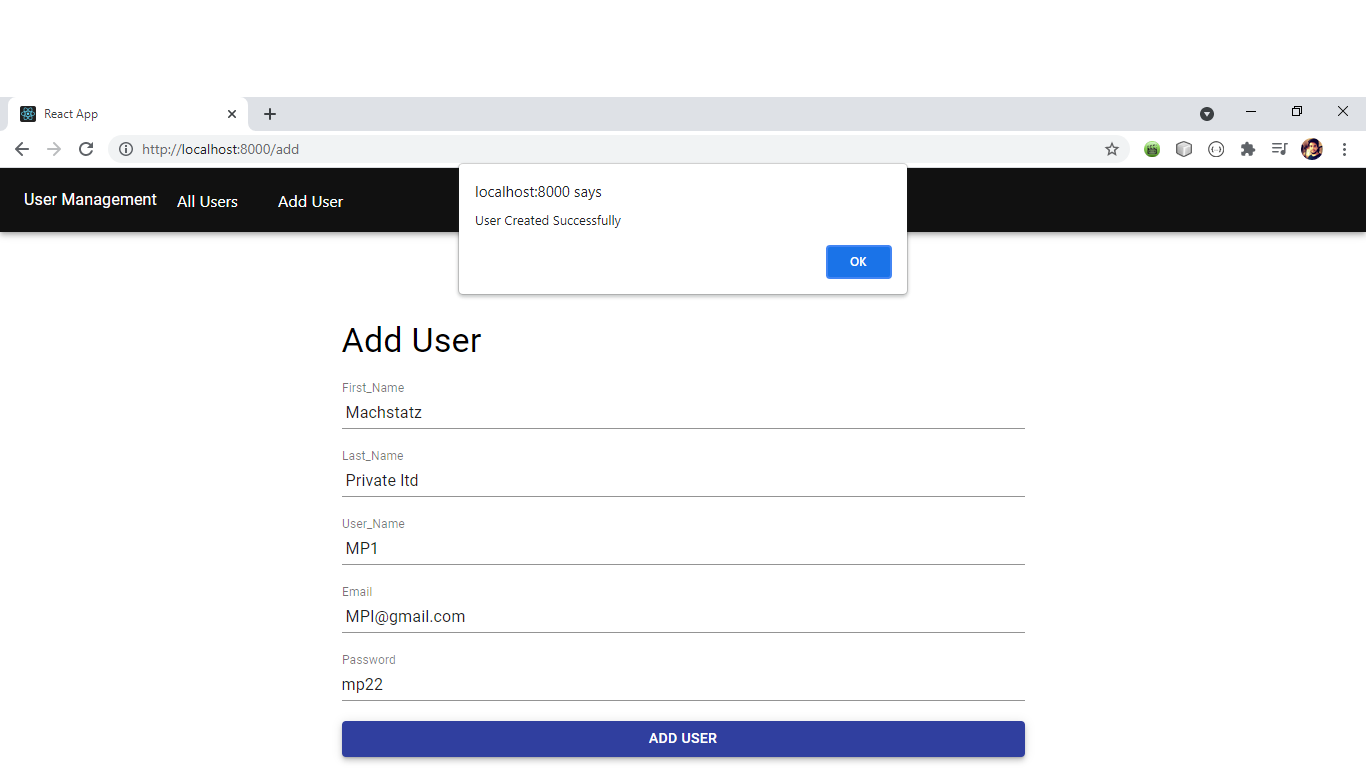 React App
http://localhost:8000/add
User Management All Users Add User
localhost:8000 says
User Created Successfully
OK
Add User
First_Name
Machstatz
Last_Name
Private ltd
User_Name
MP1
Email
MPI@gmail.com
Password
mp22
ADD USER